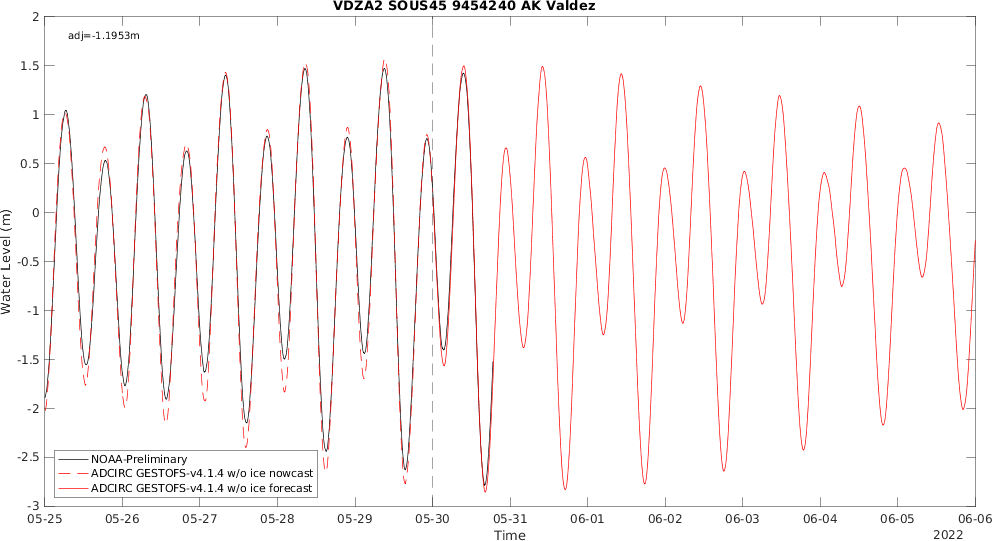 VDZA2 SOUS45 9454240 AK Valdez
adj=-1.1953m
Water Level (m)
2
1.5
1
0.5
0
-0.5
-1
-1.5
-2
-2.5
-3
NOAA-Preliminary
ADCIRC GESTOFS-v4.1.4 w/o ice nowcast
ADCIRC GESTOFS-v4.1.4 w/o ice forecast
05-25 05-26 05-27 05-28 05-29 05-30 05-31 06-01 06-02 06-03 06-04 06-05 06-06
Time
2022